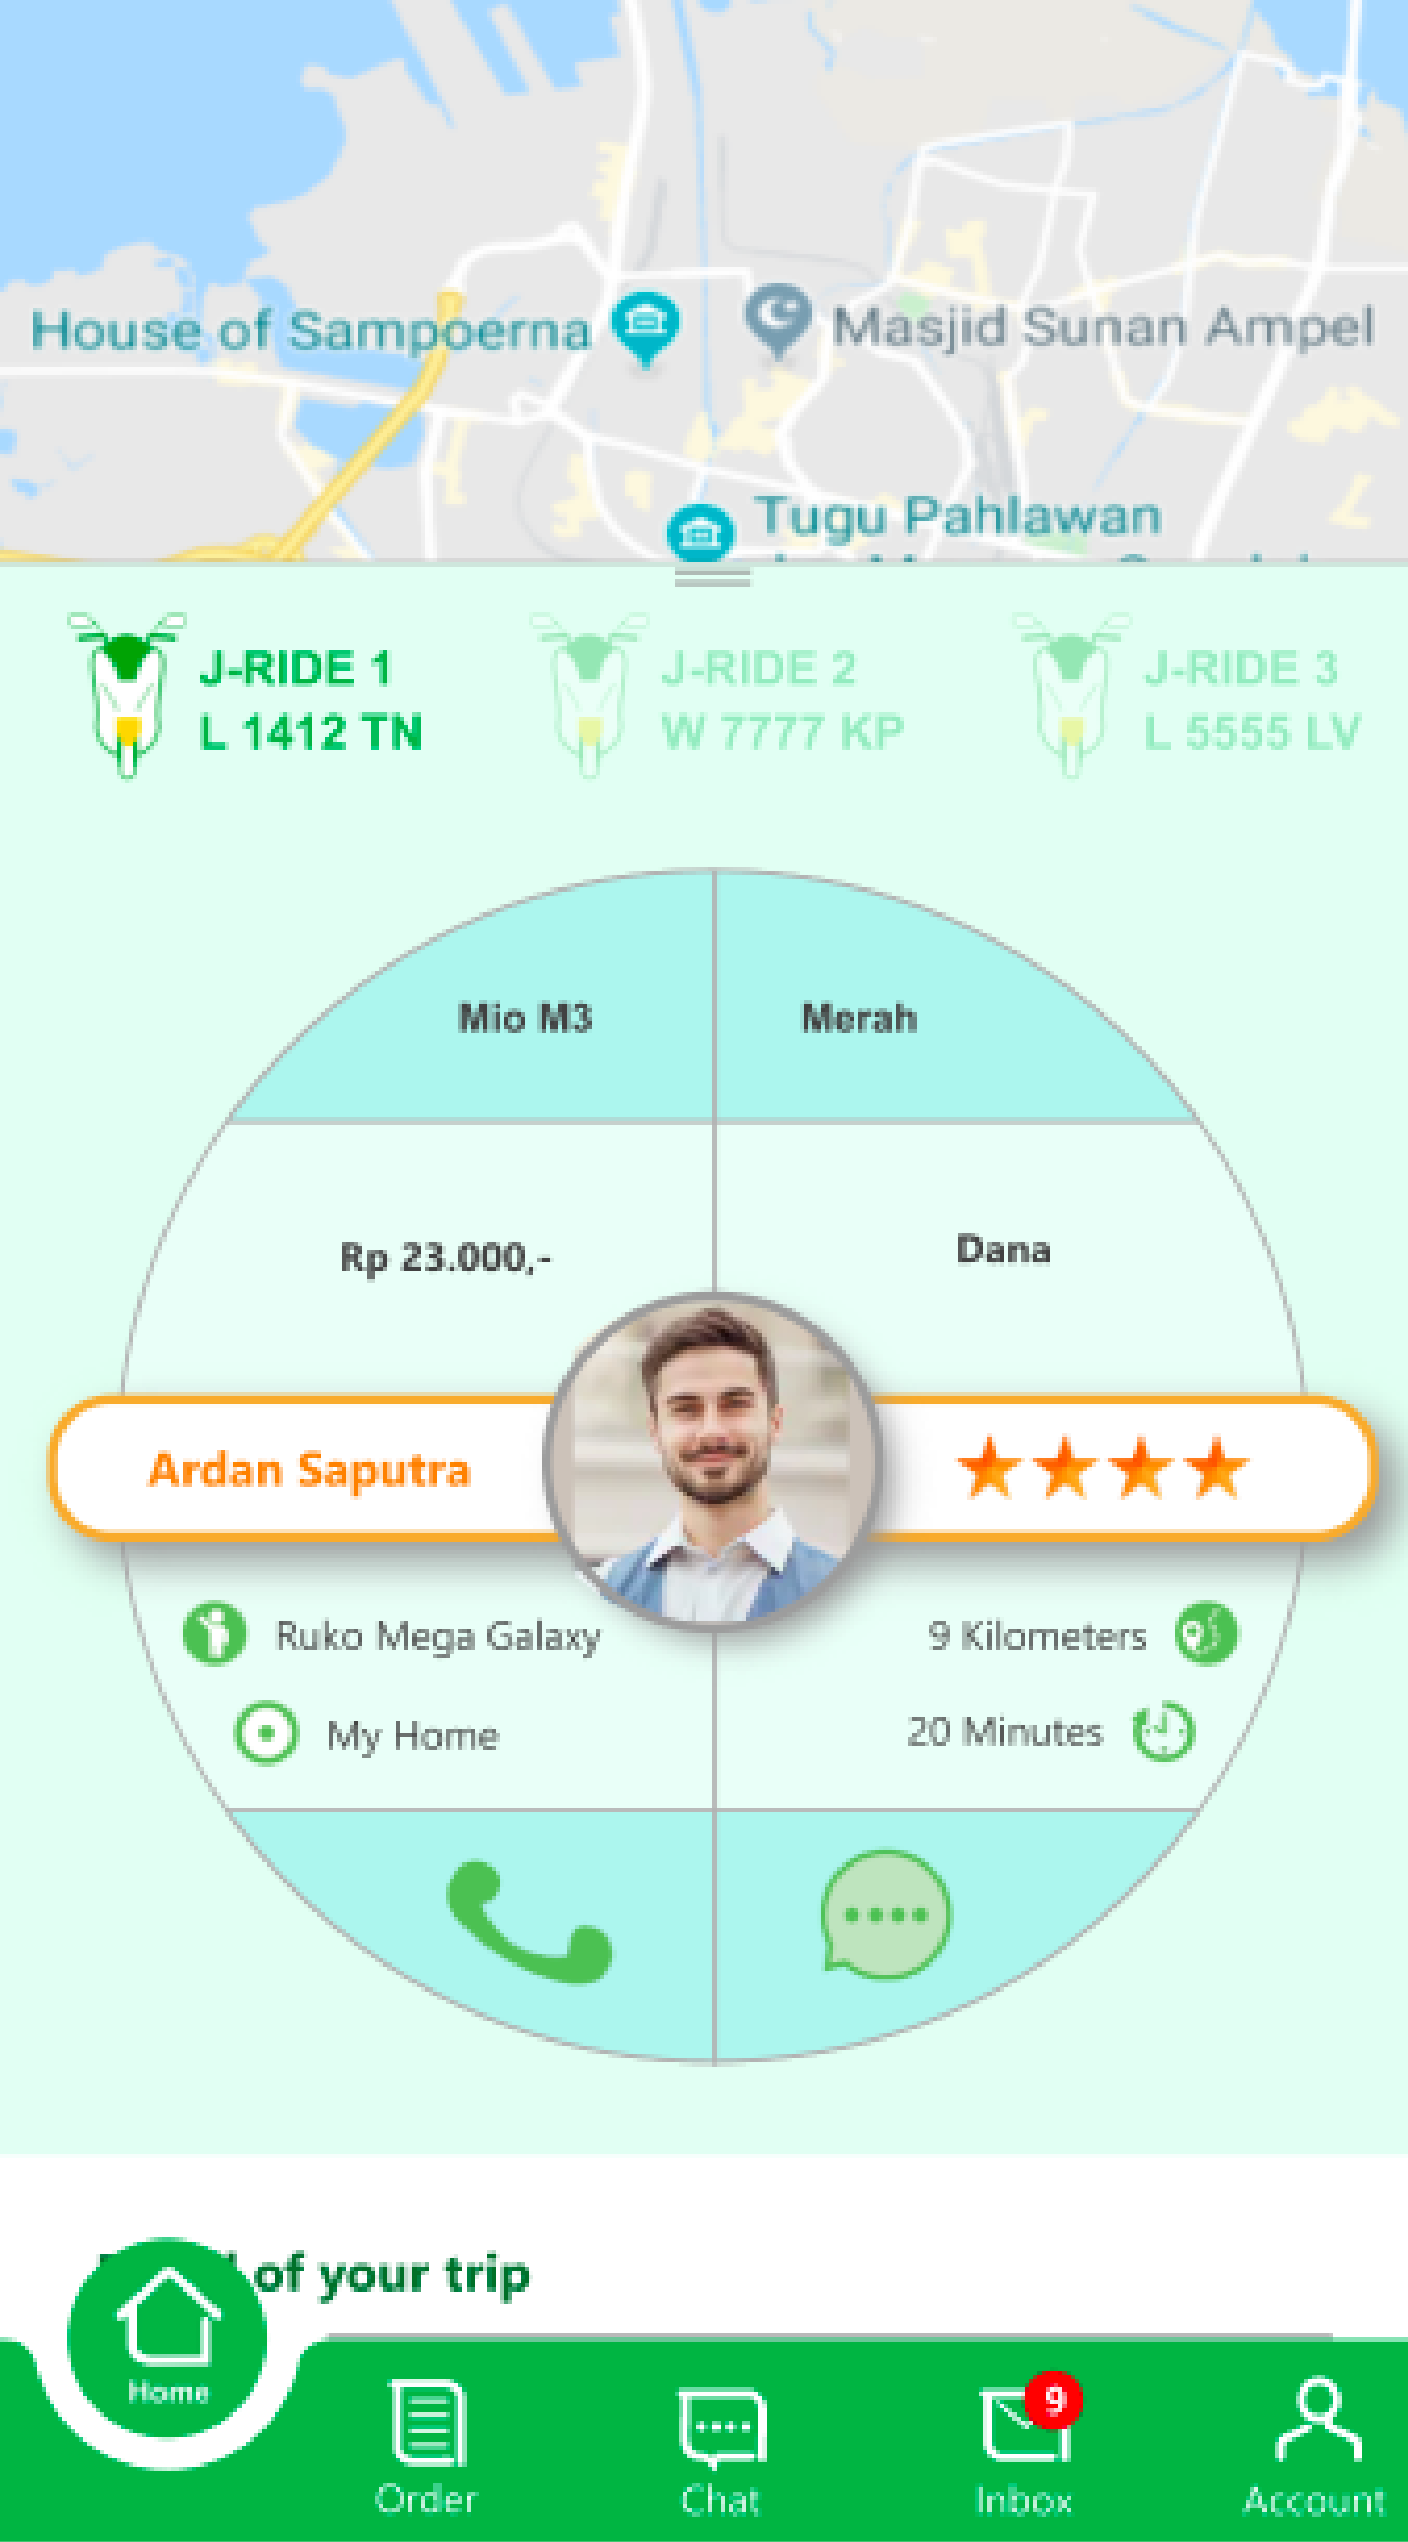 House of Sampoerna
Masjid Sunan Ampel
Tugu Pahlawan
J-RIDE 1
L 1412 TN
J-RIDE 2
W 7777 KP
J-RIDE 3
L 5555 LV
Mio M3
Merah
Rp 23.000,-
Dana
Ardan Saputra
Ruko Mega Galaxy
9 Kilometers
My Home
20 Minutes
of your trip
Home
Order
Chat
9
Inbox
Account